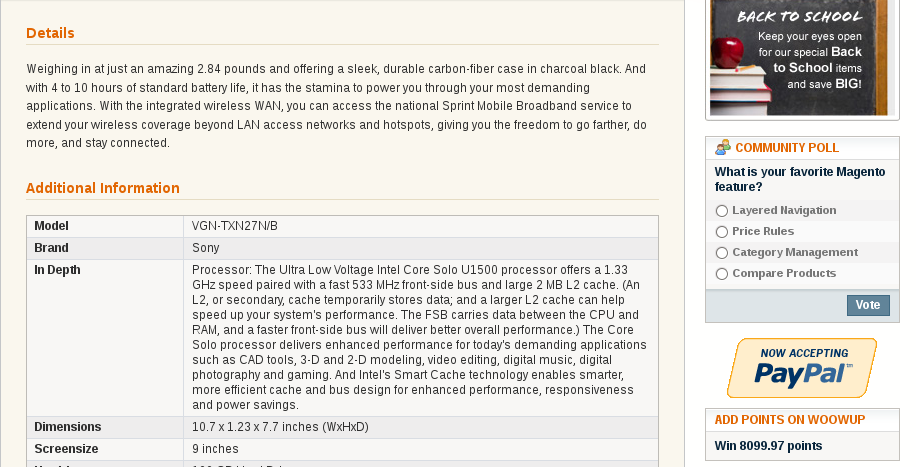 Details
Weighing in at just an amazing 2.84 pounds and offering a sleek, durable carbon-fiber case in charcoal black. And
with 4 to 10 hours of standard battery life, it has the stamina to power you through your most demanding
applications. With the integrated wireless WAN, you can access the national Sprint Mobile Broadband service to
extend your wireless coverage beyond LAN access networks and hotspots, giving you the freedom to go farther, do
more, and stay connected.
Additional Information
Model VGN-TXN27N/B
Brand Sony
In Depth Processor: The Ultra Low Voltage Intel Core Solo U1500 processor offers a 1.33
GHz speed paired with a fast 533 MHz front-side bus and large 2 MB L2 cache. (An
L2, or secondary, cache temporarily stores data; and a larger L2 cache can help
speed up your system's performance. The FSB carries data between the CPU and
RAM, and a faster front-side bus will deliver better overall performance.) The Core
Solo processor delivers enhanced performance for today's demanding applications
such as CAD tools, 3-D and 2-D modeling, video editing, digital music, digital
photography and gaming. And Intel's Smart Cache technology enables smarter,
more efficient cache and bus design for enhanced performance, responsiveness
and power savings.
Dimensions 10.7 x 1.23 x 7.7 inches (WxHxD)
Screensize 9 inches
BACK TO SCHOOL
Keep your eyes open
for our special Back
to School items
and save BIG!
COMMUNITY POLL
What is your favorite Magento
feature?
Layered Navigation
Price Rules
Category Management
Compare Products
Vote
NOW ACCEPTING
PayPal™
ADD POINTS ON WOOWUP
Win 8099.97 points